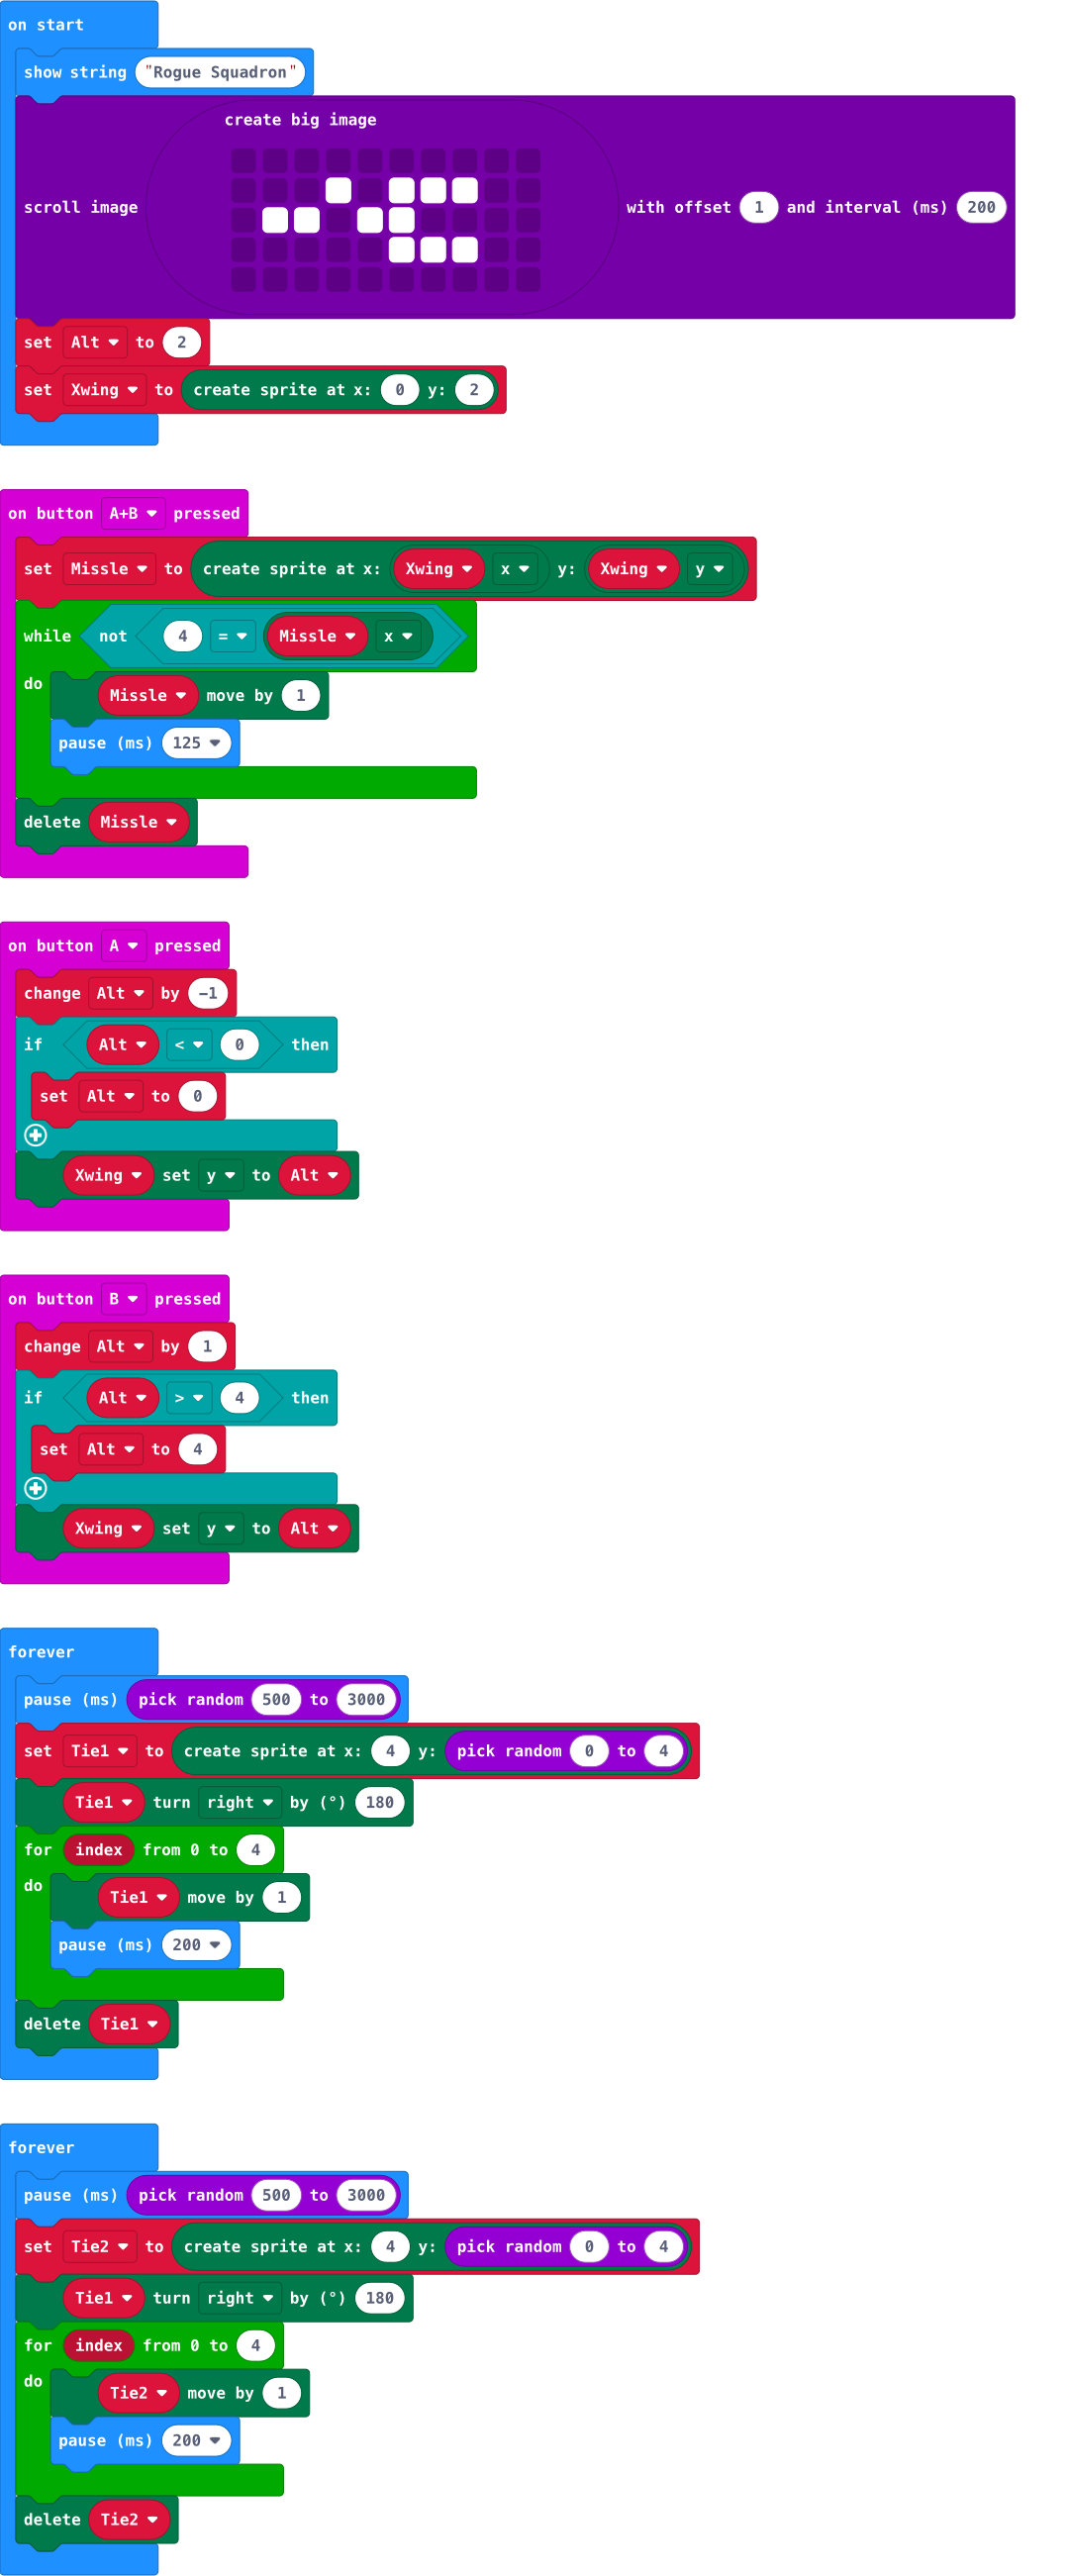 on start
show string "Rogue Squadron"
create big image
scroll image with offset 1 and interval (ms) 200
set Alt to 2
set Xwing to create sprite at x: 0 y: 2
on button A+B pressed
set Missle to create sprite at x: Xwing x y: Xwing y
while not 4 = Missle x
do
Missle move by 1
pause (ms) 125
delete Missle
on button A pressed
change Alt by −1
if Alt < 0 then
set Alt to 0
Xwing set y to Alt
on button B pressed
change Alt by 1
if Alt > 4 then
set Alt to 4
Xwing set y to Alt
forever
pause (ms) pick random 500 to 3000
set Tie1 to create sprite at x: 4 y: pick random 0 to 4
Tie1 turn right by (°) 180
for index from 0 to 4
do
Tie1 move by 1
pause (ms) 200
delete Tie1
forever
pause (ms) pick random 500 to 3000
set Tie2 to create sprite at x: 4 y: pick random 0 to 4
Tie1 turn right by (°) 180
for index from 0 to 4
do
Tie2 move by 1
pause (ms) 200
delete Tie2